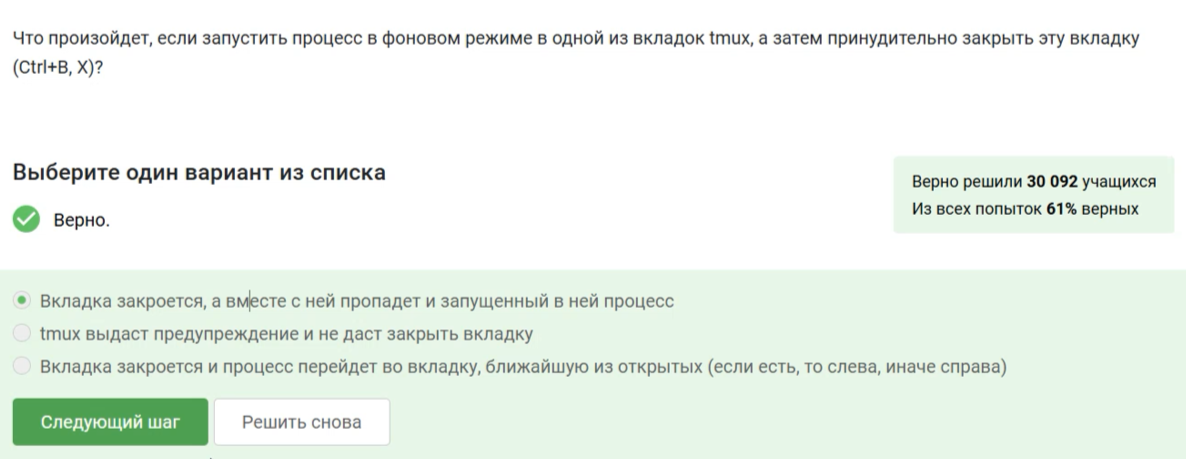 Что произойдет, если запустить процесс в фоновом режиме в одной из вкладок tmux, а затем принудительно закрыть эту вкладку
(Ctrl+B, X)?
Выберите один вариант из списка
Верно.
Верно решили 30 092 учащихся
Из всех попыток 61% верных
Вкладка закроется, а вместе с ней пропадет и запущенный в ней процесс
tmux выдаст предупреждение и не даст закрыть вкладку
Вкладка закроется и процесс перейдет во вкладку, ближайшую из открытых (если есть, то слева, иначе справа)
Следующий шаг
Решить снова